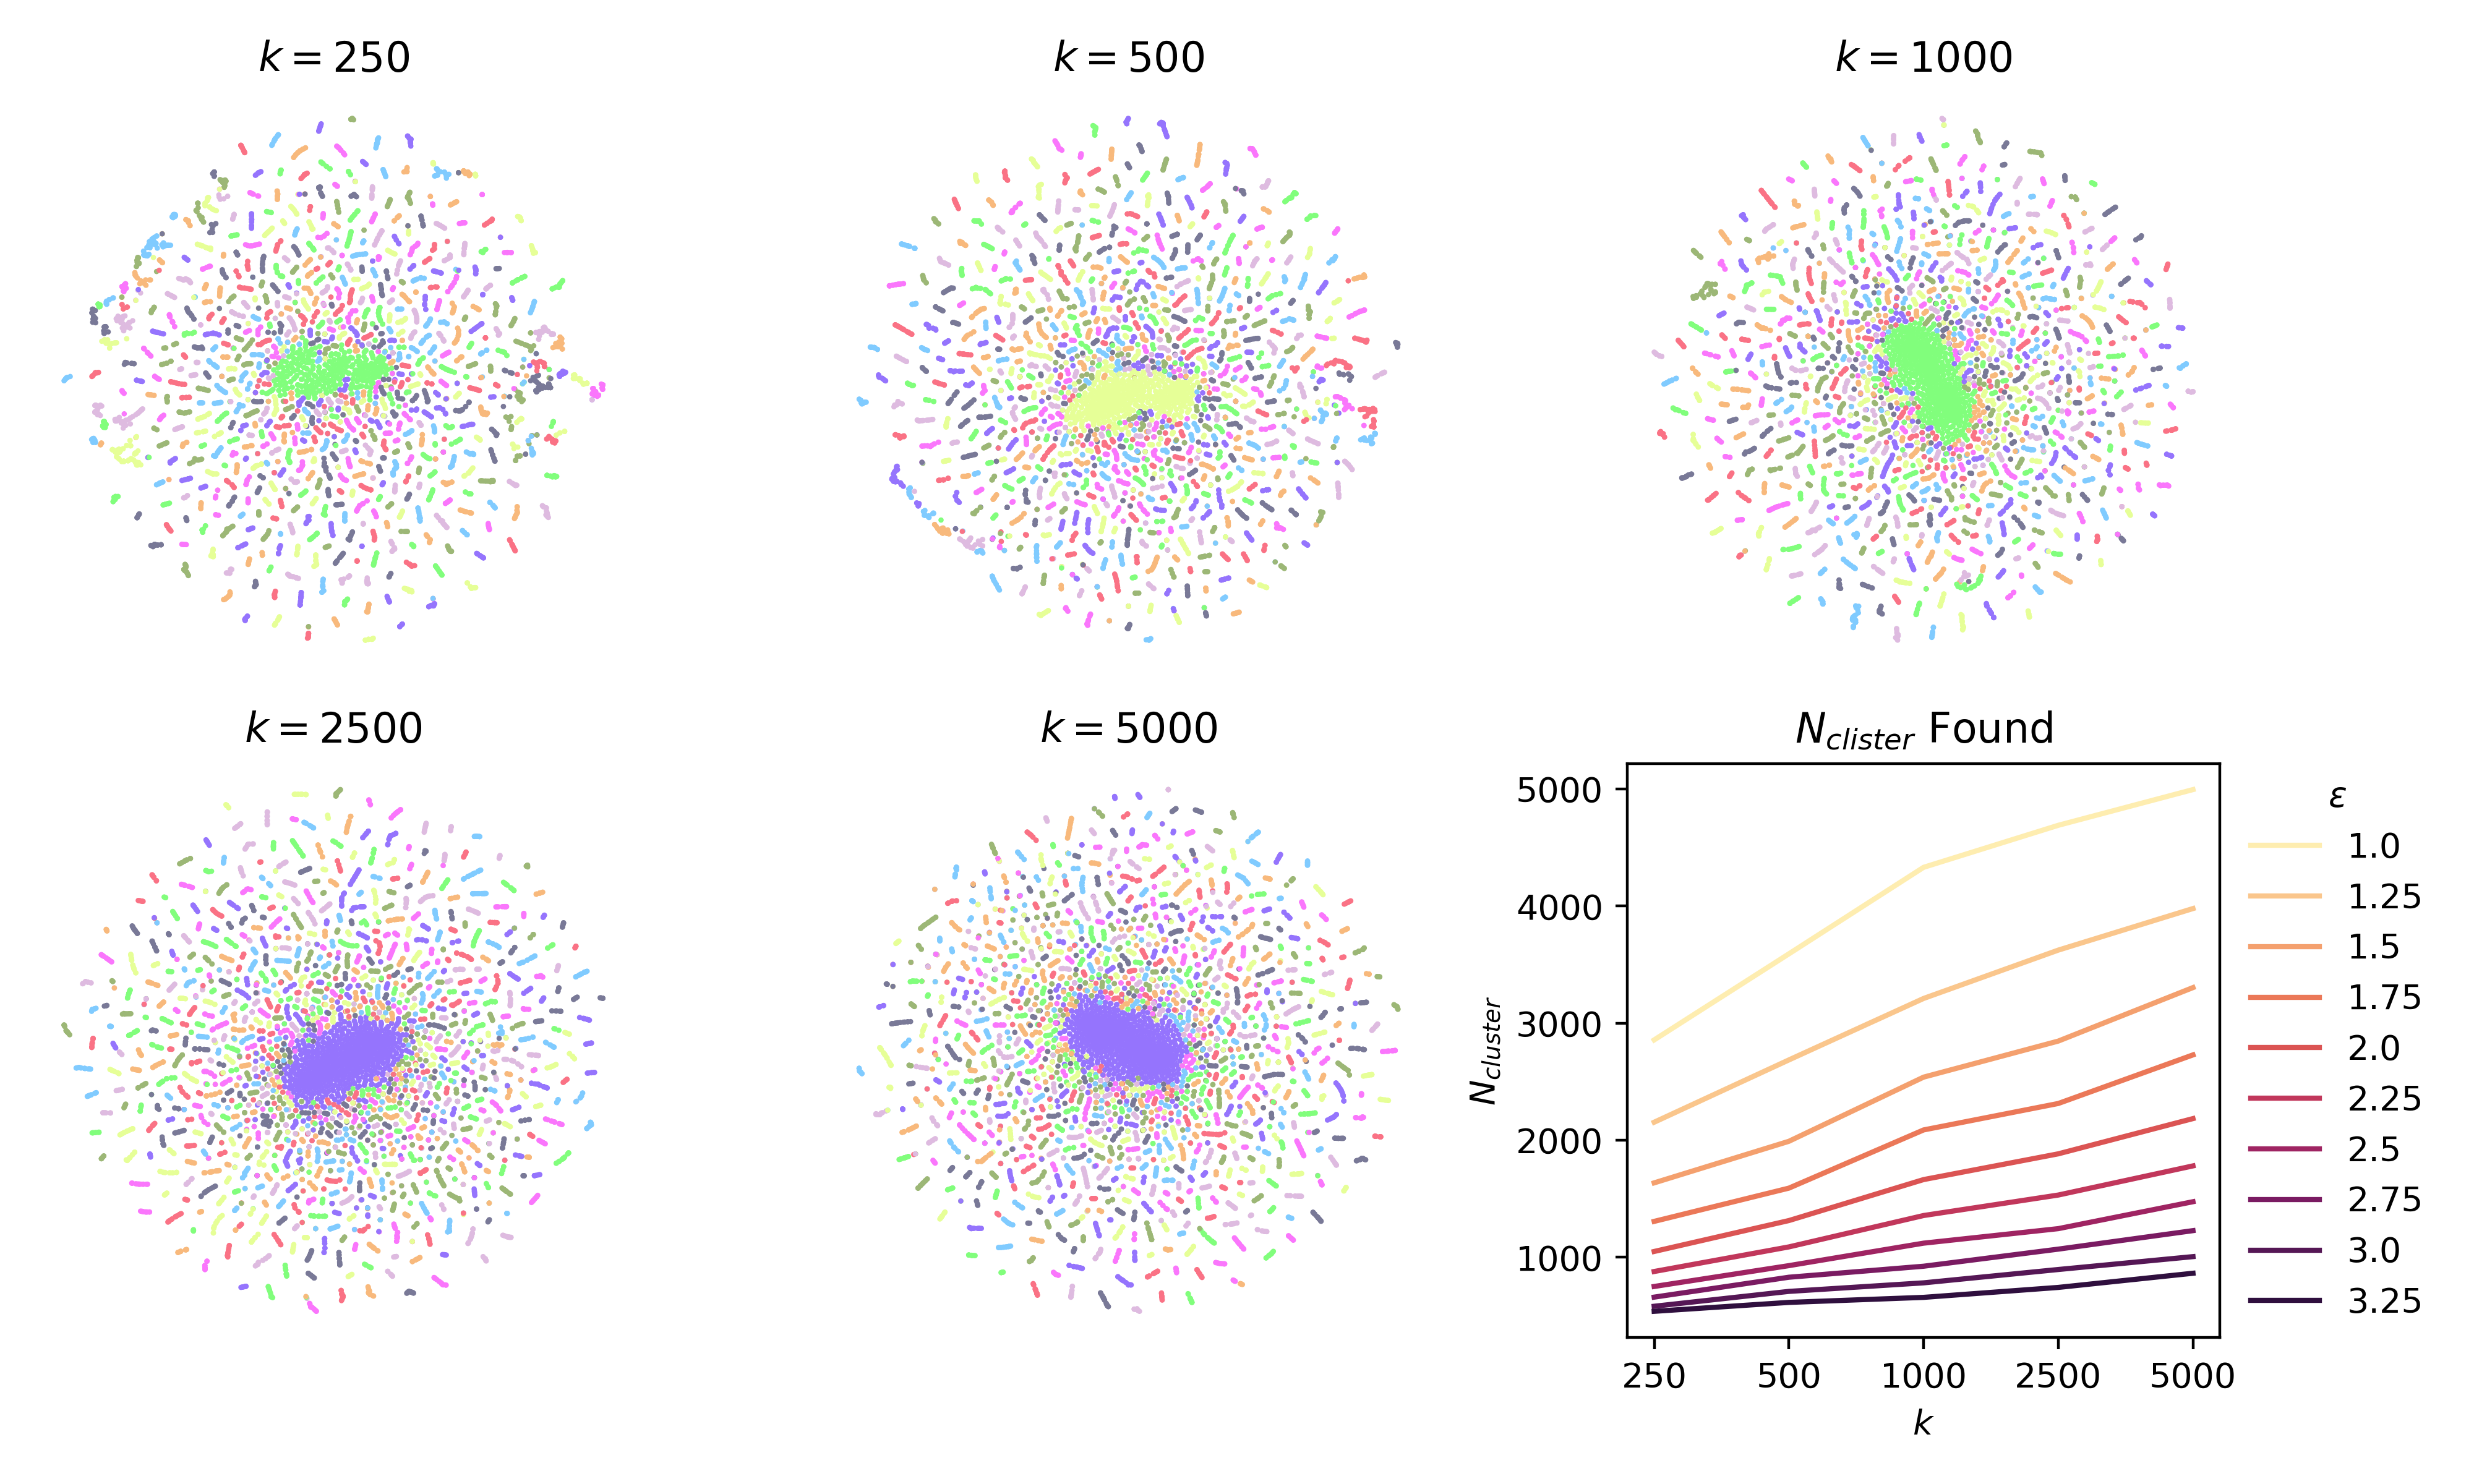 k = 250
k = 500
k = 1000
k = 2500
k = 5000
N_clister Found
5000
4000
3000
2000
1000
N_cluster
250 500 1000 2500 5000
k
ε
1.0
1.25
1.5
1.75
2.0
2.25
2.5
2.75
3.0
3.25